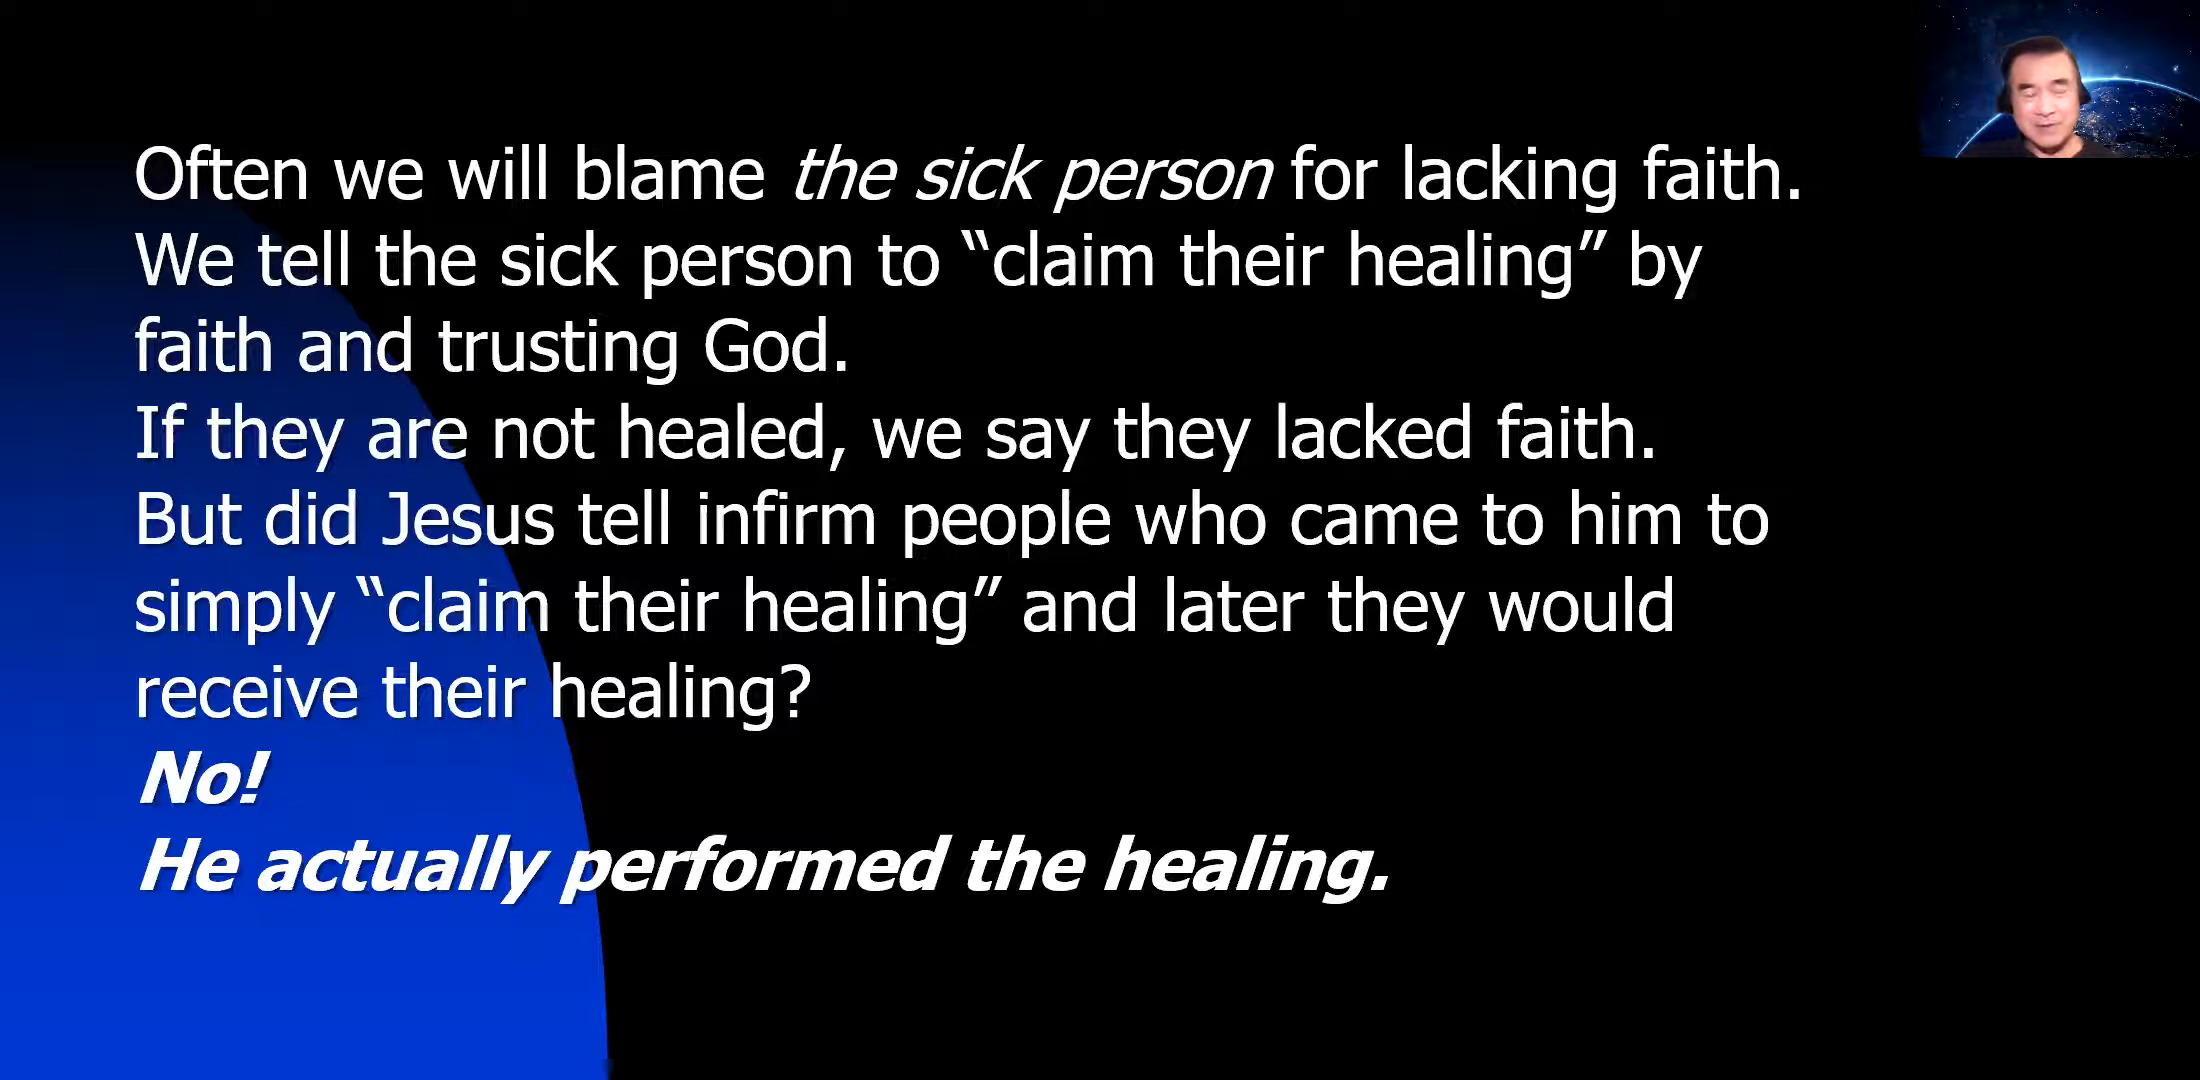 Often we will blame the sick person for lacking faith.
We tell the sick person to “claim their healing” by
faith and trusting God.
If they are not healed, we say they lacked faith.
But did Jesus tell infirm people who came to him to
simply “claim their healing” and later they would
receive their healing?
No!
He actually performed the healing.